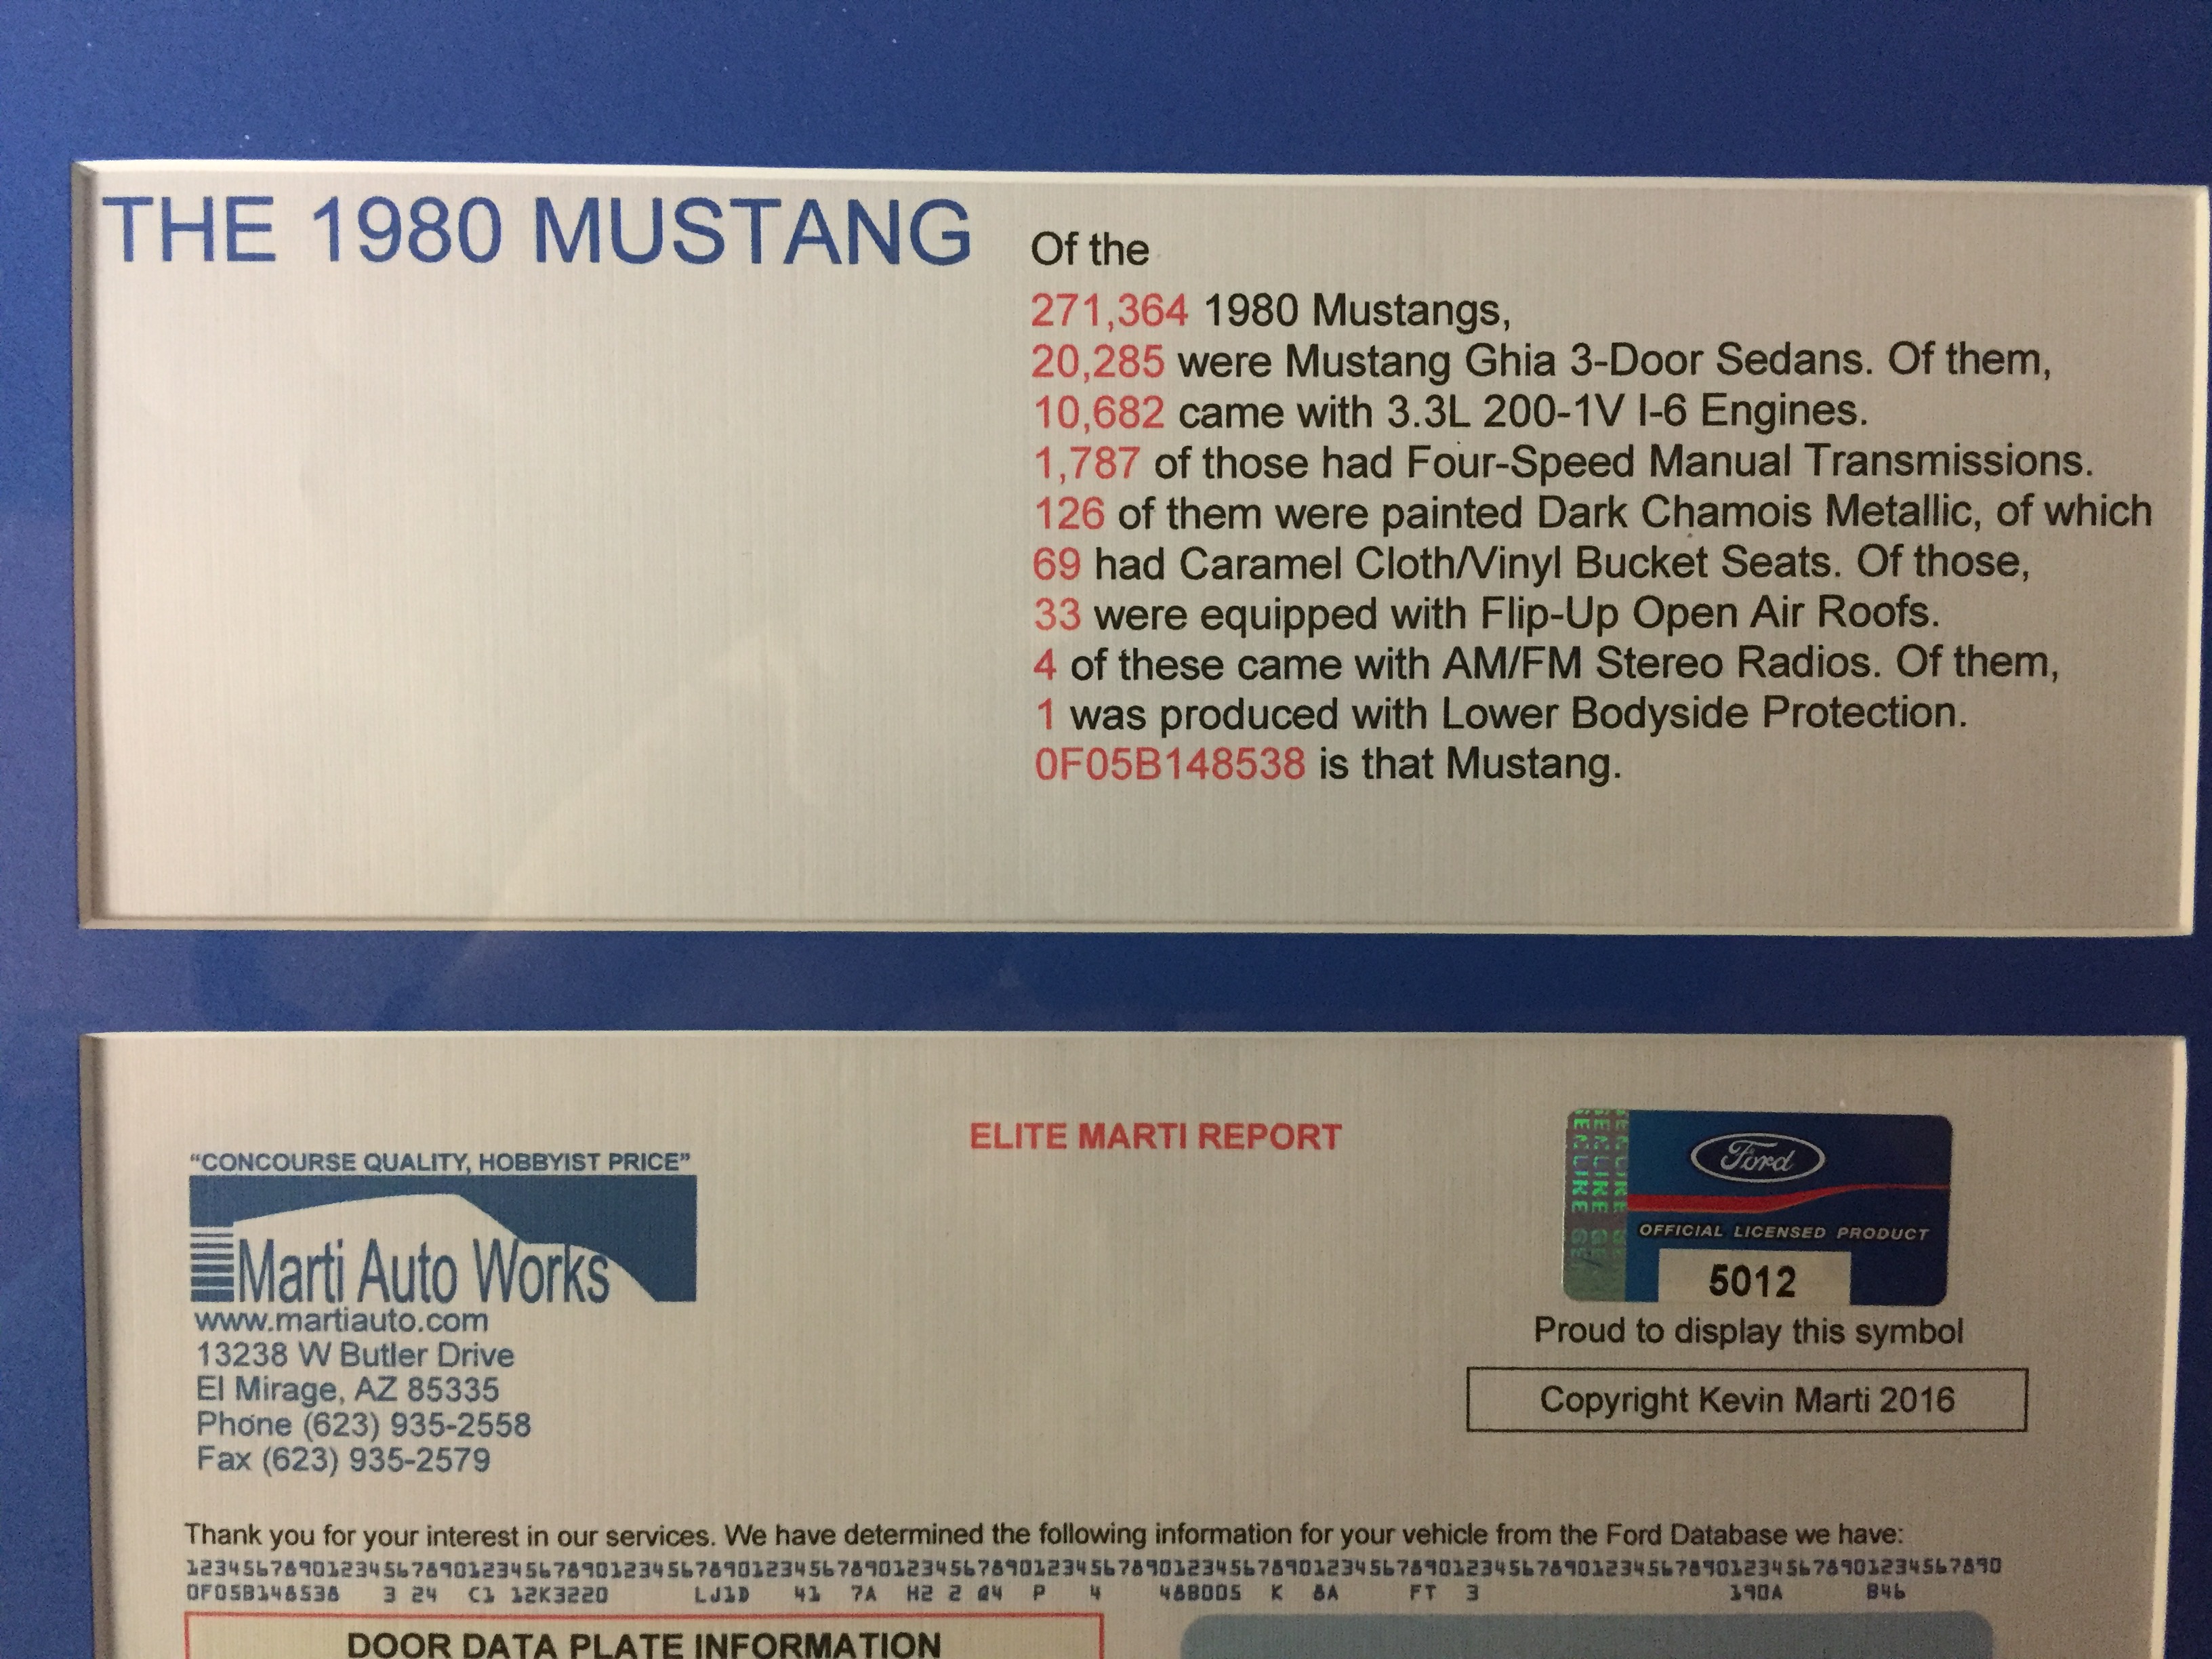 THE 1980 MUSTANG
Of the
271,364 1980 Mustangs,
20,285 were Mustang Ghia 3-Door Sedans. Of them,
10,682 came with 3.3L 200-1V I-6 Engines.
1,787 of those had Four-Speed Manual Transmissions.
126 of them were painted Dark Chamois Metallic, of which
69 had Caramel Cloth/Vinyl Bucket Seats. Of those,
33 were equipped with Flip-Up Open Air Roofs.
4 of these came with AM/FM Stereo Radios. Of them,
1 was produced with Lower Bodyside Protection.
0F05B148538 is that Mustang.
ELITE MARTI REPORT
"CONCOURSE QUALITY, HOBBYIST PRICE"
Marti Auto Works
www.martiauto.com
13238 W Butler Drive
El Mirage, AZ 85335
Phone (623) 935-2558
Fax (623) 935-2579
Ford
OFFICIAL LICENSED PRODUCT
5012
Proud to display this symbol
Copyright Kevin Marti 2016
Thank you for your interest in our services. We have determined the following information for your vehicle from the Ford Database we have:
12345678901234567890123456789012345678901234567890123456789012345678901234567890123456789012345678901234567890
0F05B148538 3 24 C1 12K322D LJ1D 41 7A H2 2 Q4 P 4 48B005 K 8A FT 3 190A B46
DOOR DATA PLATE INFORMATION